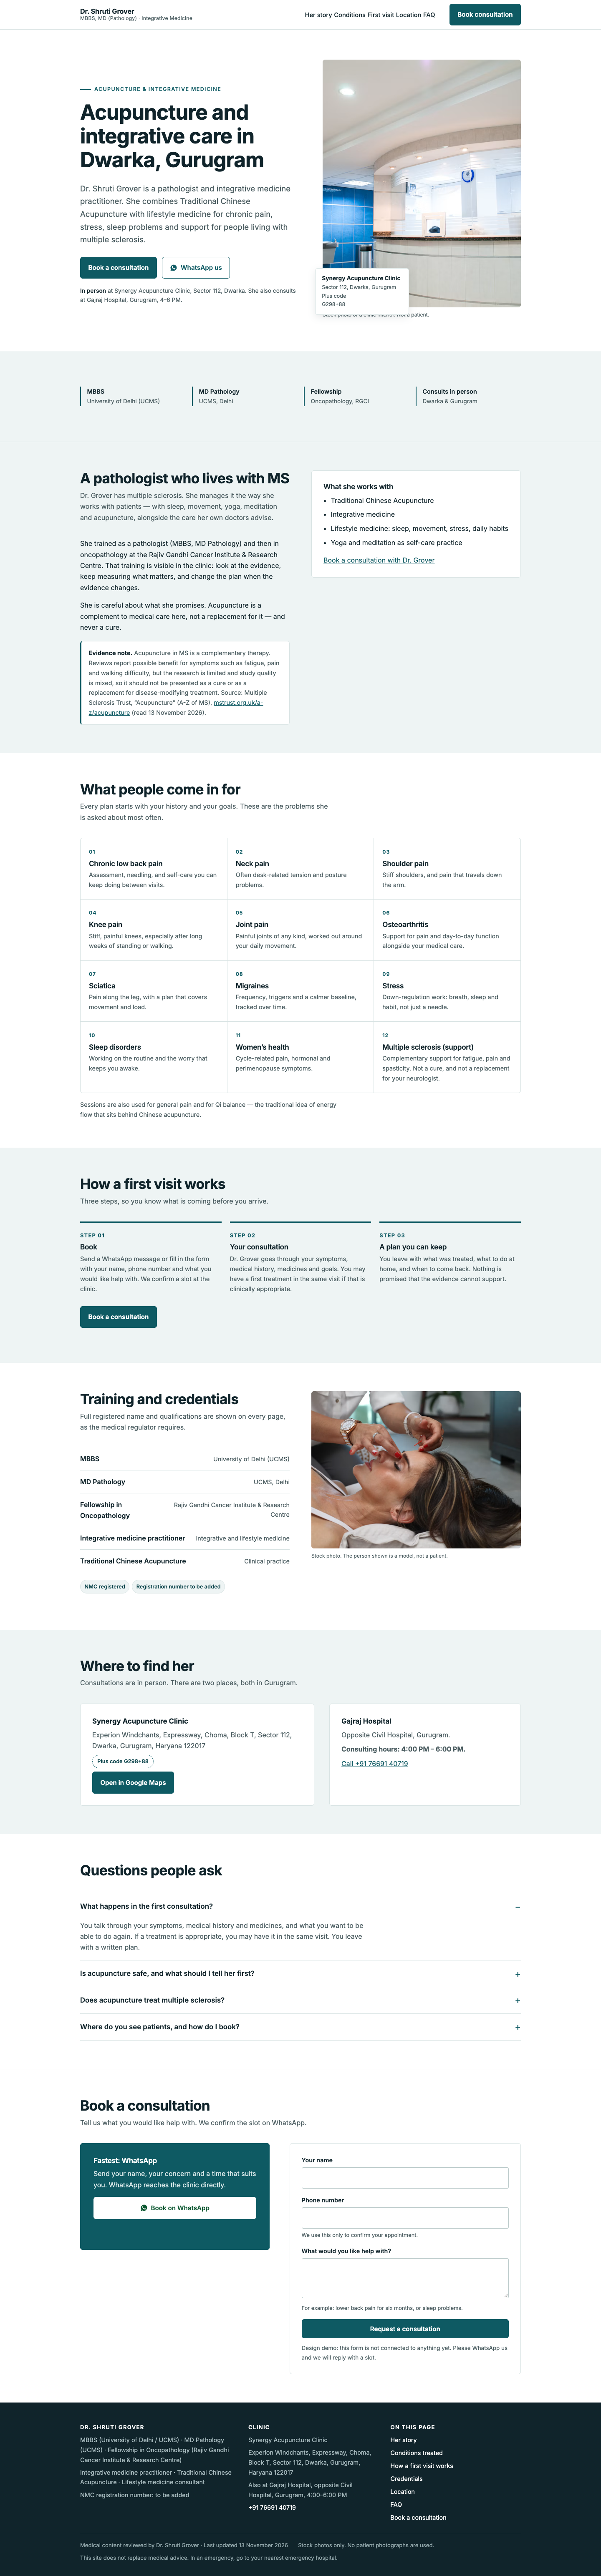 Dr. Shruti Grover
MBBS, MD (Pathology) · Integrative Medicine
Her story Conditions First visit Location FAQ
Book consultation
ACUPUNCTURE & INTEGRATIVE MEDICINE
Acupuncture and
integrative care in
Dwarka, Gurugram
Dr. Shruti Grover is a pathologist and integrative medicine
practitioner. She combines Traditional Chinese
Acupuncture with lifestyle medicine for chronic pain,
stress, sleep problems and support for people living with
multiple sclerosis.
Book a consultation
WhatsApp us
In person at Synergy Acupuncture Clinic, Sector 112, Dwarka. She also consults
at Gajraj Hospital, Gurugram, 4–6 PM.
Synergy Acupuncture Clinic
Sector 112, Dwarka, Gurugram
Plus code
G298+88
Stock photo of a clinic interior. Not a patient.
MBBS
University of Delhi (UCMS)
MD Pathology
UCMS, Delhi
Fellowship
Oncopathology, RGCI
Consults in person
Dwarka & Gurugram
A pathologist who lives with MS
Dr. Grover has multiple sclerosis. She manages it the way she
works with patients — with sleep, movement, yoga, meditation
and acupuncture, alongside the care her own doctors advise.
She trained as a pathologist (MBBS, MD Pathology) and then in
oncopathology at the Rajiv Gandhi Cancer Institute & Research
Centre. That training is visible in the clinic: look at the evidence,
keep measuring what matters, and change the plan when the
evidence changes.
She is careful about what she promises. Acupuncture is a
complement to medical care here, not a replacement for it — and
never a cure.
Evidence note. Acupuncture in MS is a complementary therapy.
Reviews report possible benefit for symptoms such as fatigue, pain
and walking difficulty, but the research is limited and study quality
is mixed, so it should not be presented as a cure or as a
replacement for disease-modifying treatment. Source: Multiple
Sclerosis Trust, “Acupuncture” (A-Z of MS), mstrust.org.uk/a-
z/acupuncture (read 13 November 2026).
What she works with
• Traditional Chinese Acupuncture
• Integrative medicine
• Lifestyle medicine: sleep, movement, stress, daily habits
• Yoga and meditation as self-care practice
Book a consultation with Dr. Grover
What people come in for
Every plan starts with your history and your goals. These are the problems she
is asked about most often.
01
Chronic low back pain
Assessment, needling, and self-care you can
keep doing between visits.
02
Neck pain
Often desk-related tension and posture
problems.
03
Shoulder pain
Stiff shoulders, and pain that travels down
the arm.
04
Knee pain
Stiff, painful knees, especially after long
weeks of standing or walking.
05
Joint pain
Painful joints of any kind, worked out around
your daily movement.
06
Osteoarthritis
Support for pain and day-to-day function
alongside your medical care.
07
Sciatica
Pain along the leg, with a plan that covers
movement and load.
08
Migraines
Frequency, triggers and a calmer baseline,
tracked over time.
09
Stress
Down-regulation work: breath, sleep and
habit, not just a needle.
10
Sleep disorders
Working on the routine and the worry that
keeps you awake.
11
Women’s health
Cycle-related pain, hormonal and
perimenopause symptoms.
12
Multiple sclerosis (support)
Complementary support for fatigue, pain and
spasticity. Not a cure, and not a replacement
for your neurologist.
Sessions are also used for general pain and for Qi balance — the traditional idea of energy
flow that sits behind Chinese acupuncture.
How a first visit works
Three steps, so you know what is coming before you arrive.
STEP 01
Book
Send a WhatsApp message or fill in the form
with your name, phone number and what you
would like help with. We confirm a slot at the
clinic.
STEP 02
Your consultation
Dr. Grover goes through your symptoms,
medical history, medicines and goals. You may
have a first treatment in the same visit if that is
clinically appropriate.
STEP 03
A plan you can keep
You leave with what was treated, what to do at
home, and when to come back. Nothing is
promised that the evidence cannot support.
Book a consultation
Training and credentials
Full registered name and qualifications are shown on every page,
as the medical regulator requires.
MBBS
University of Delhi (UCMS)
MD Pathology
UCMS, Delhi
Fellowship in
Oncopathology
Rajiv Gandhi Cancer Institute & Research
Centre
Integrative medicine practitioner
Integrative and lifestyle medicine
Traditional Chinese Acupuncture
Clinical practice
NMC registered
Registration number to be added
Stock photo. The person shown is a model, not a patient.
Where to find her
Consultations are in person. There are two places, both in Gurugram.
Synergy Acupuncture Clinic
Experion Windchants, Expressway, Choma, Block T, Sector 112,
Dwarka, Gurugram, Haryana 122017
Plus code G298+88
Open in Google Maps
Gajraj Hospital
Opposite Civil Hospital, Gurugram.
Consulting hours: 4:00 PM – 6:00 PM.
Call +91 76691 40719
Questions people ask
What happens in the first consultation?
−
You talk through your symptoms, medical history and medicines, and what you want to be
able to do again. If a treatment is appropriate, you may have it in the same visit. You leave
with a written plan.
Is acupuncture safe, and what should I tell her first?
+
Does acupuncture treat multiple sclerosis?
+
Where do you see patients, and how do I book?
+
Book a consultation
Tell us what you would like help with. We confirm the slot on WhatsApp.
Fastest: WhatsApp
Send your name, your concern and a time that suits
you. WhatsApp reaches the clinic directly.
Book on WhatsApp
Your name
Phone number
We use this only to confirm your appointment.
What would you like help with?
For example: lower back pain for six months, or sleep problems.
Request a consultation
Design demo: this form is not connected to anything yet. Please WhatsApp us
and we will reply with a slot.
DR. SHRUTI GROVER
MBBS (University of Delhi / UCMS) · MD Pathology
(UCMS) · Fellowship in Oncopathology (Rajiv Gandhi
Cancer Institute & Research Centre)
Integrative medicine practitioner · Traditional Chinese
Acupuncture · Lifestyle medicine consultant
NMC registration number: to be added
CLINIC
Synergy Acupuncture Clinic
Experion Windchants, Expressway, Choma,
Block T, Sector 112, Dwarka, Gurugram,
Haryana 122017
Also at Gajraj Hospital, opposite Civil
Hospital, Gurugram, 4:00–6:00 PM
+91 76691 40719
ON THIS PAGE
Her story
Conditions treated
How a first visit works
Credentials
Location
FAQ
Book a consultation
Medical content reviewed by Dr. Shruti Grover · Last updated 13 November 2026
Stock photos only. No patient photographs are used.
This site does not replace medical advice. In an emergency, go to your nearest emergency hospital.